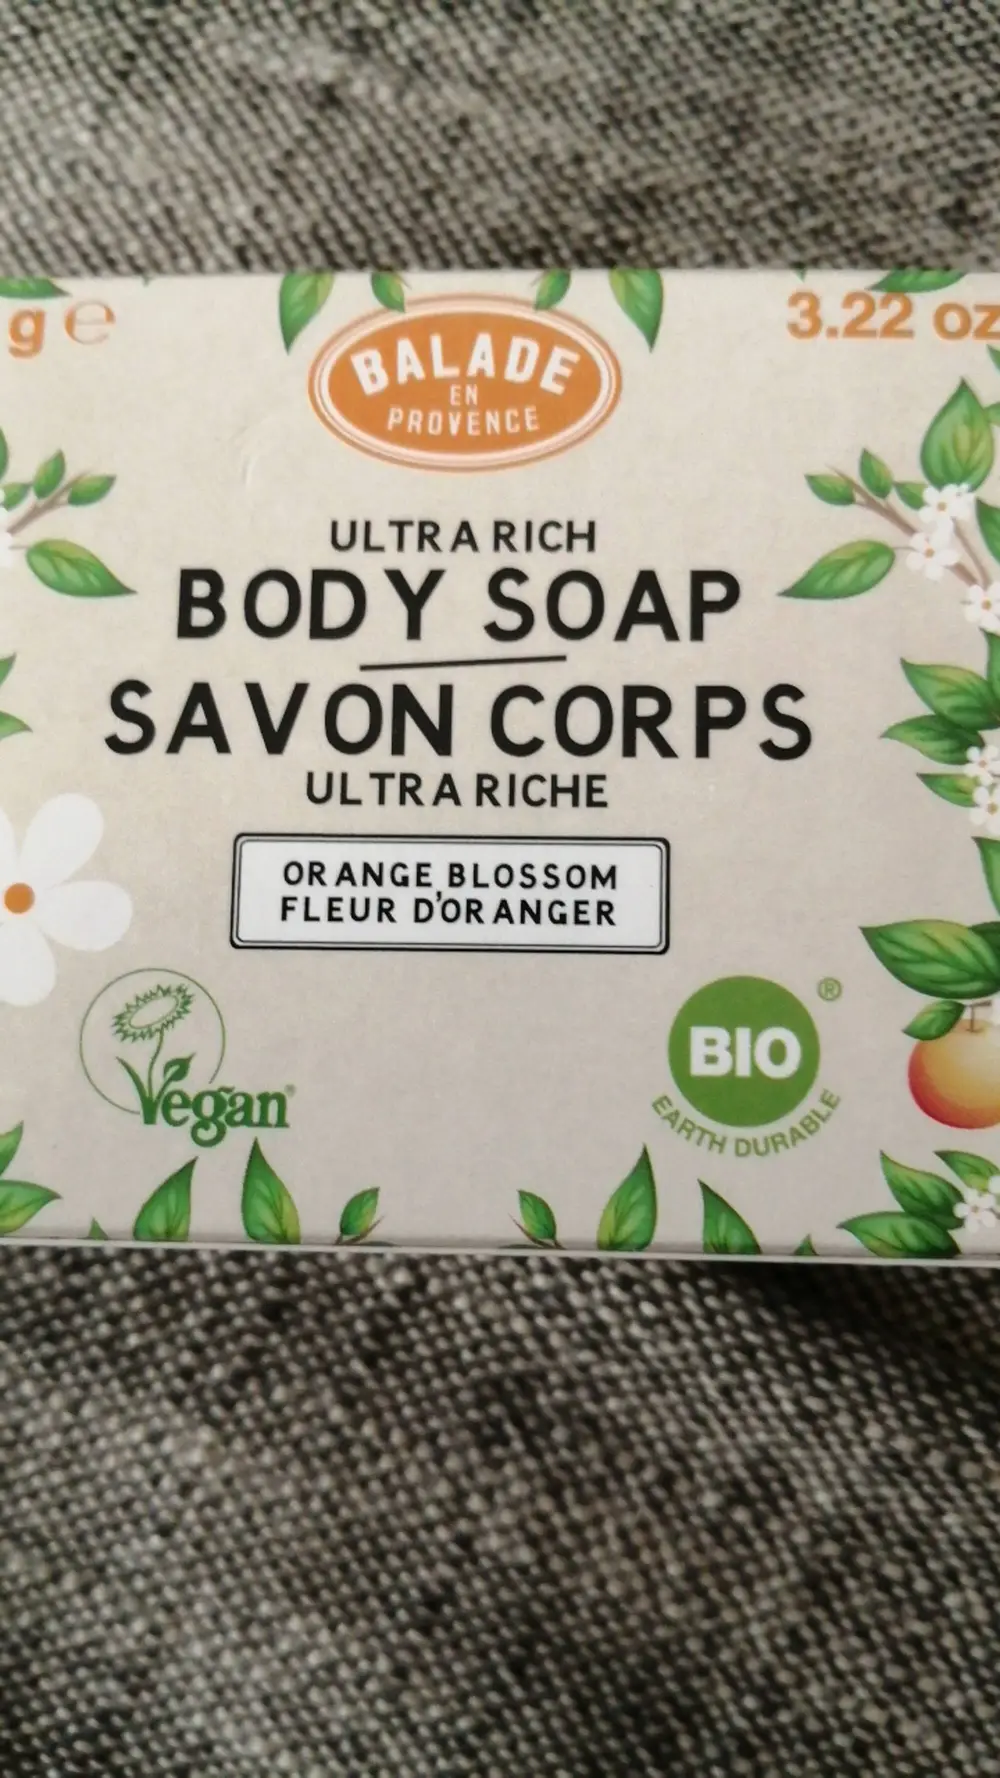 g ℮
3.22 oz
BALADE
EN
PROVENCE
ULTRA RICH
BODY SOAP
SAVON CORPS
ULTRA RICHE
ORANGE BLOSSOM
FLEUR D'ORANGER
Vegan
®
BIO
EARTH DURABLE